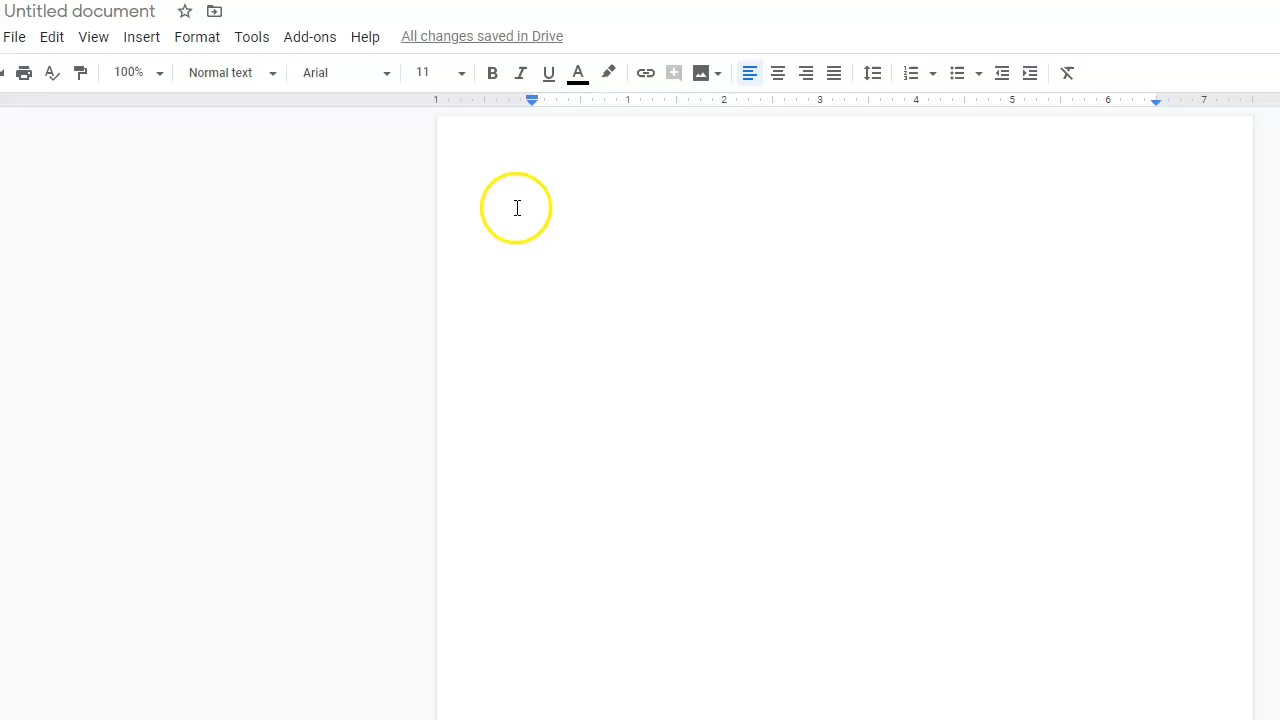 Untitled document
File Edit View Insert Format Tools Add-ons Help All changes saved in Drive
100% Normal text Arial 11 B I U A
1 1 2 3 4 5 6 7